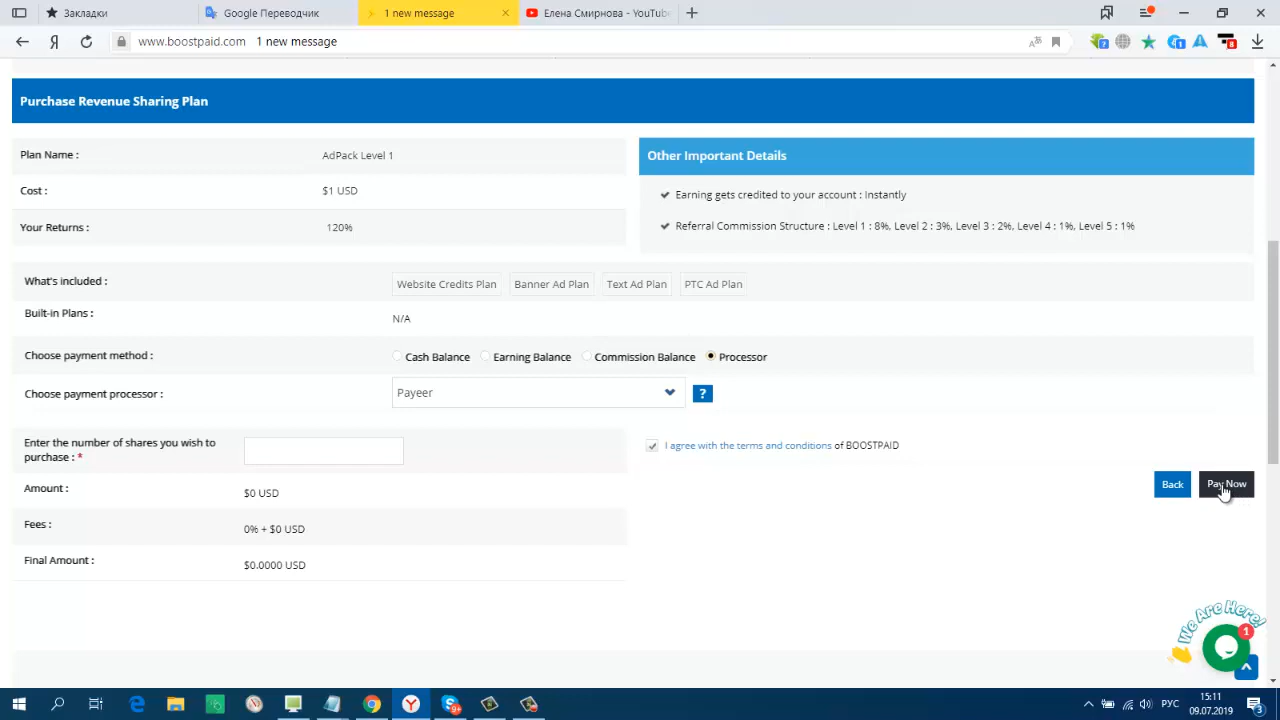 Закладки
Google Переводчик
1 new message
Елена Смирнова - YouTub
www.boostpaid.com 1 new message
Purchase Revenue Sharing Plan
Plan Name : AdPack Level 1
Cost : $1 USD
Your Returns : 120%
Other Important Details
Earning gets credited to your account : Instantly
Referral Commission Structure : Level 1 : 8%, Level 2 : 3%, Level 3 : 2%, Level 4 : 1%, Level 5 : 1%
What's included : Website Credits Plan Banner Ad Plan Text Ad Plan PTC Ad Plan
Built-in Plans : N/A
Choose payment method : Cash Balance Earning Balance Commission Balance Processor
Choose payment processor : Payeer ?
Enter the number of shares you wish to
purchase : *
I agree with the terms and conditions of BOOSTPAID
Back Pay Now
Amount : $0 USD
Fees : 0% + $0 USD
Final Amount : $0.0000 USD
We Are Here!
1
РУС
15:11
09.07.2019